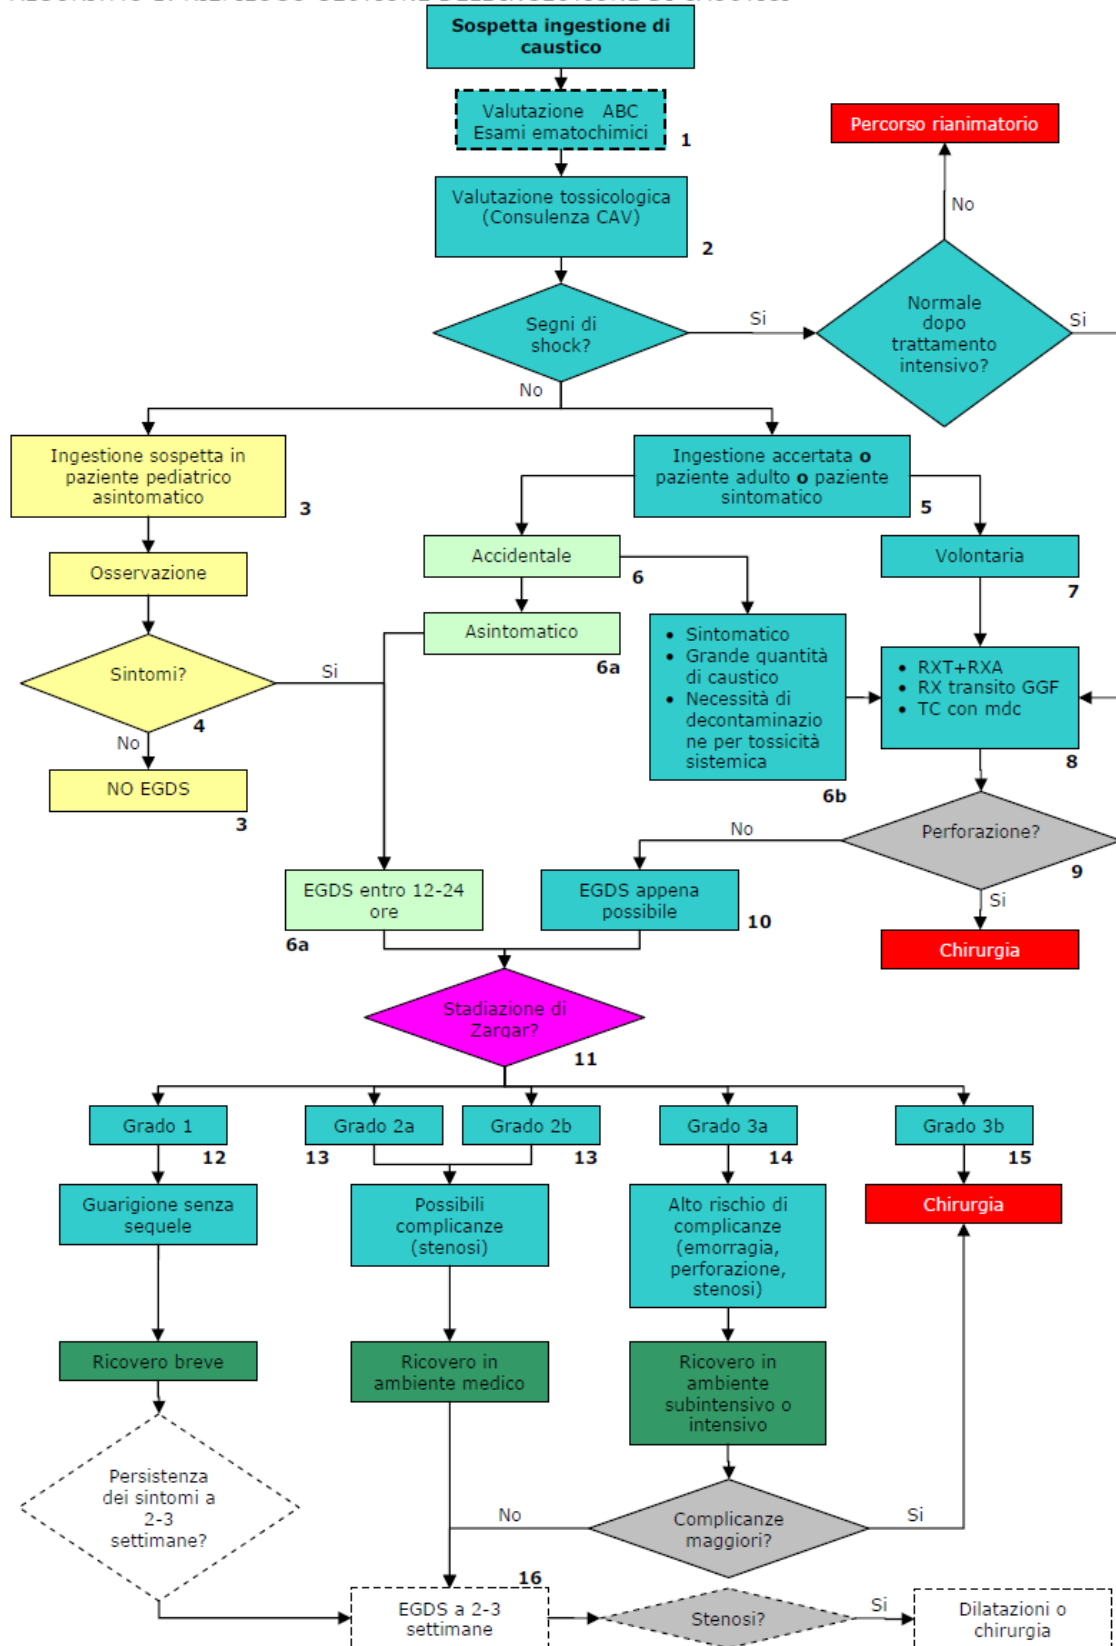 Sospetta ingestione di
caustico
Valutazione ABC
Esami ematochimici
1
Percorso rianimatorio
Valutazione tossicologica
(Consulenza CAV)
2
No
Segni di
shock?
Si
Normale
dopo
trattamento
intensivo?
Si
No
Ingestione sospetta in
paziente pediatrico
asintomatico
3
Ingestione accertata o
paziente adulto o paziente
sintomatico
5
Osservazione
Accidentale
6
Volontaria
7
Asintomatico
6a
Sintomi?
4
Si
No
• Sintomatico
• Grande quantità
di caustico
• Necessità di
decontaminazio
ne per tossicità
sistemica
6b
• RXT+RXA
• RX transito GGF
• TC con mdc
8
NO EGDS
3
Perforazione?
9
No
Si
EGDS entro 12-24
ore
6a
EGDS appena
possibile
10
Chirurgia
Stadiazione di
Zargar?
11
Grado 1
12
Grado 2a
13
Grado 2b
13
Grado 3a
14
Grado 3b
15
Guarigione senza
sequele
Possibili
complicanze
(stenosi)
Alto rischio di
complicanze
(emorragia,
perforazione,
stenosi)
Chirurgia
Ricovero breve
Ricovero in
ambiente medico
Ricovero in
ambiente
subintensivo o
intensivo
Persistenza
dei sintomi a
2-3
settimane?
No
Complicanze
maggiori?
Si
16
EGDS a 2-3
settimane
Stenosi?
Si
Dilatazioni o
chirurgia